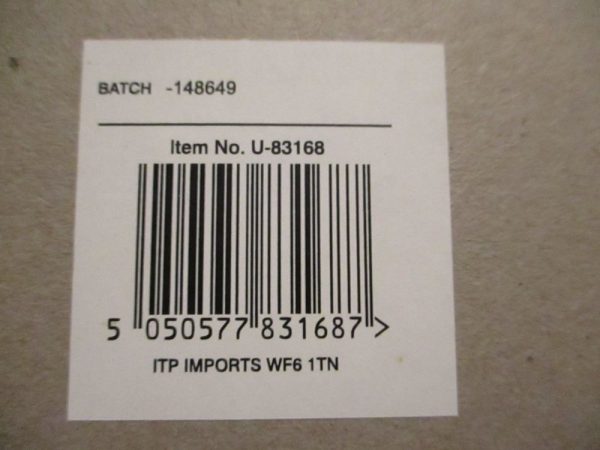 BATCH -148649
Item No. U-83168
5 050577 831687 >
ITP IMPORTS WF6 1TN